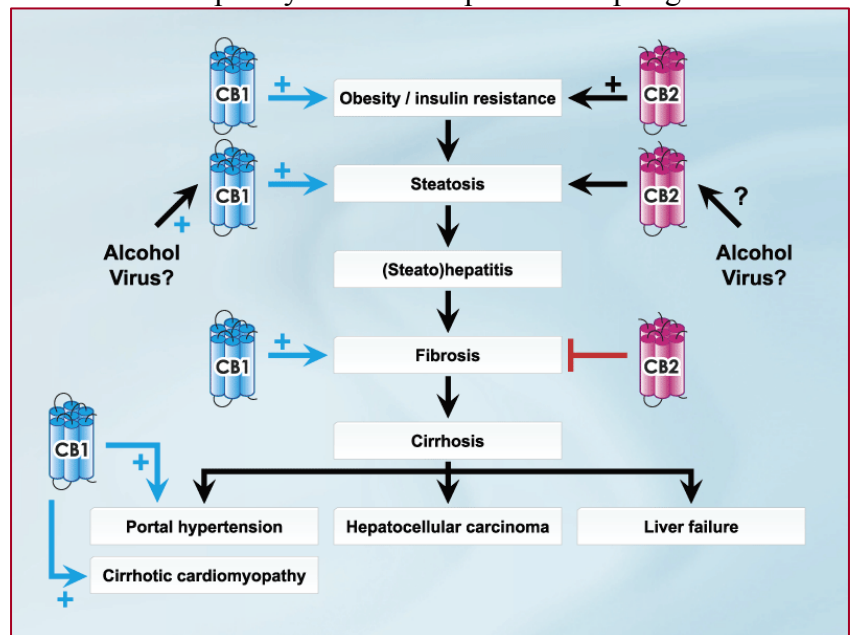 CB1
+
Obesity / insulin resistance
+
CB2
CB1
+
Steatosis
CB2
?
+
Alcohol
Virus?
Alcohol
Virus?
(Steato)hepatitis
CB1
+
Fibrosis
CB2
CB1
+
Cirrhosis
Portal hypertension
Hepatocellular carcinoma
Liver failure
+
Cirrhotic cardiomyopathy